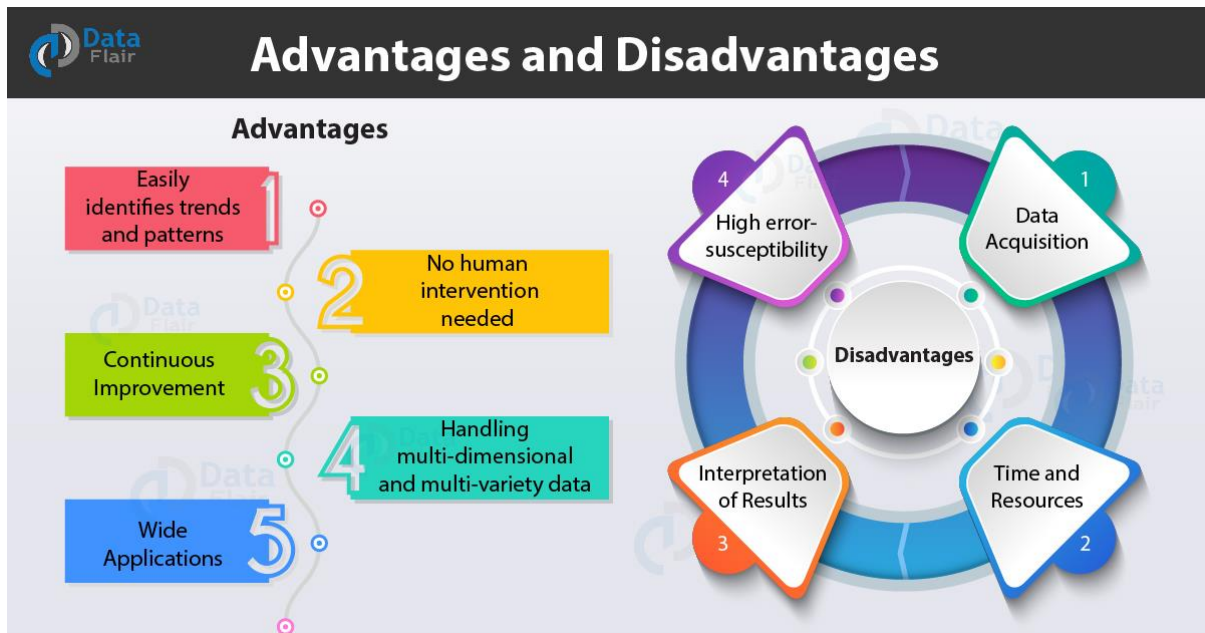 Data
Flair
Advantages and Disadvantages
Advantages
Easily
identifies trends
and patterns
1
2
No human
intervention
needed
Continuous
Improvement
3
4
Handling
multi-dimensional
and multi-variety data
Wide
Applications
5
Disadvantages
1
Data
Acquisition
2
Time and
Resources
3
Interpretation
of Results
4
High error-
susceptibility